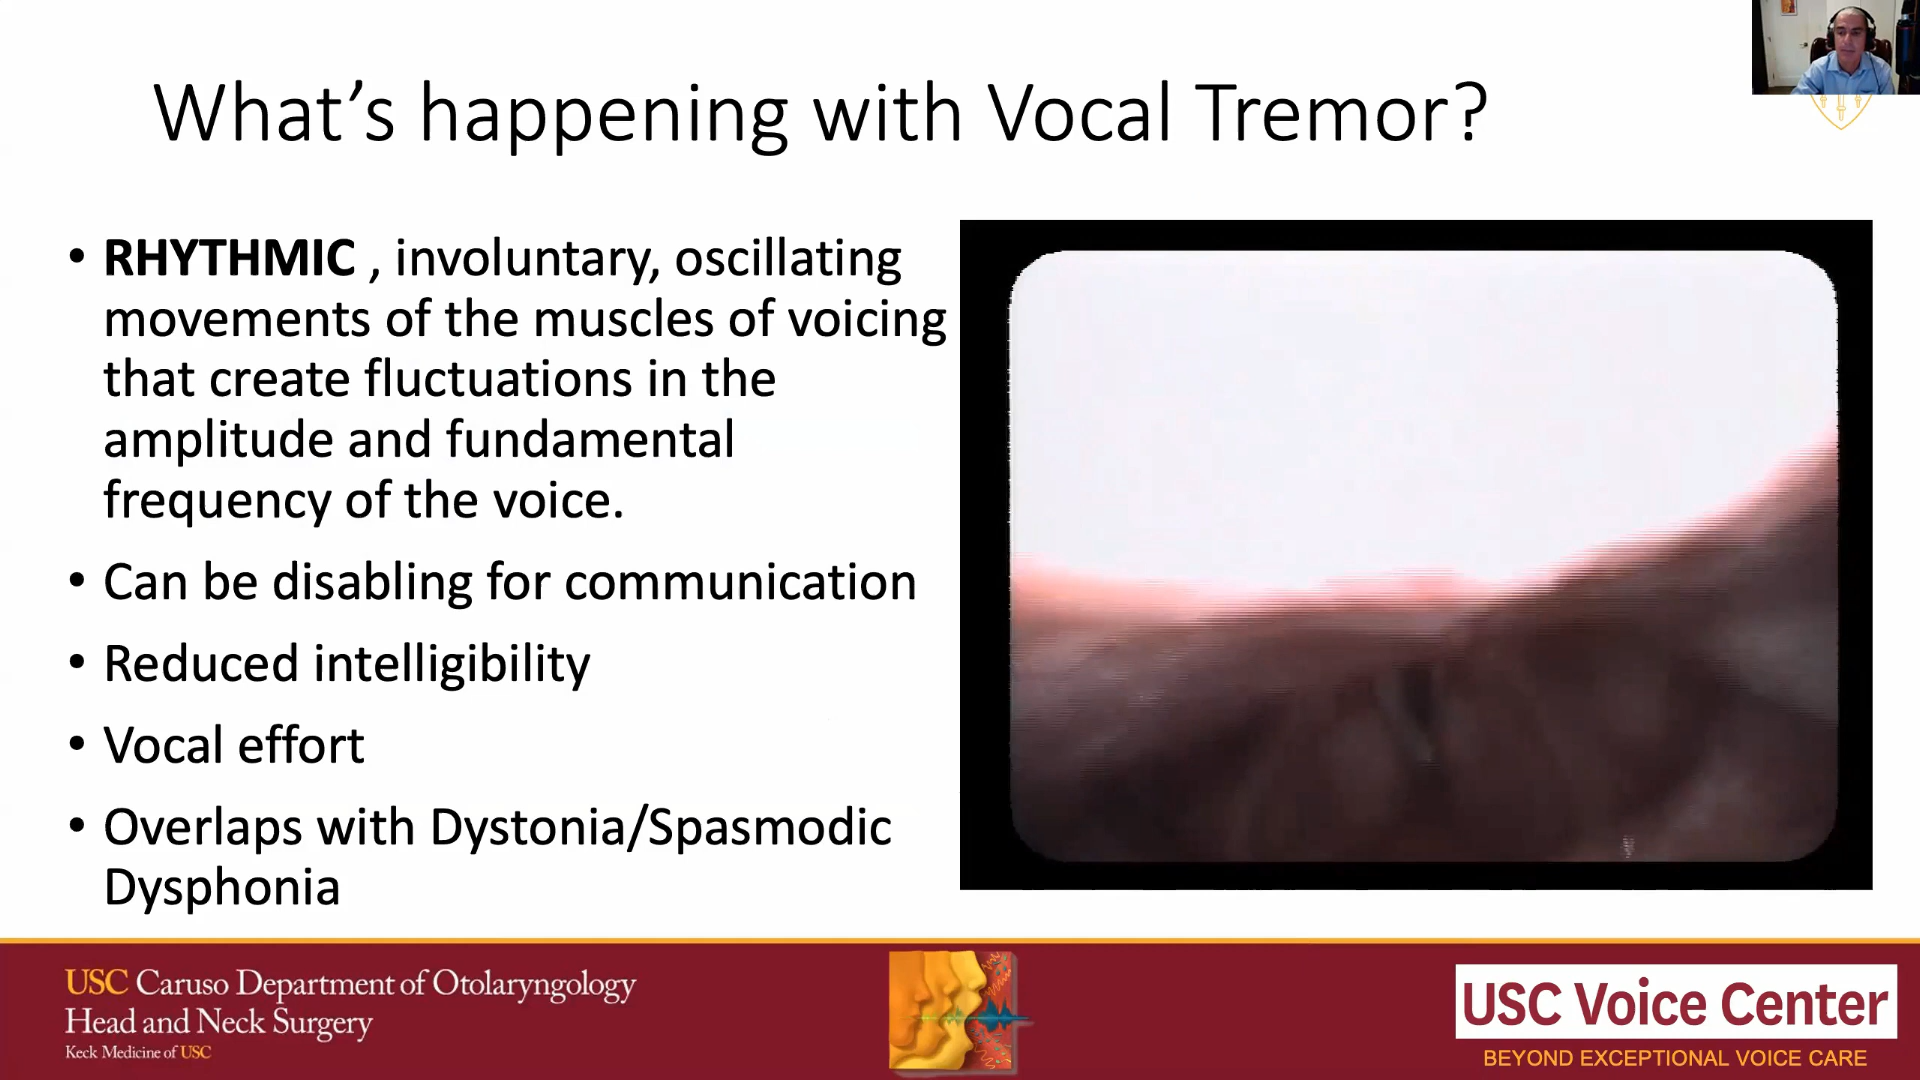 What’s happening with Vocal Tremor?
• RHYTHMIC , involuntary, oscillating
movements of the muscles of voicing
that create fluctuations in the
amplitude and fundamental
frequency of the voice.
• Can be disabling for communication
• Reduced intelligibility
• Vocal effort
• Overlaps with Dystonia/Spasmodic
Dysphonia
USC Caruso Department of Otolaryngology
Head and Neck Surgery
Keck Medicine of USC
USC Voice Center
BEYOND EXCEPTIONAL VOICE CARE